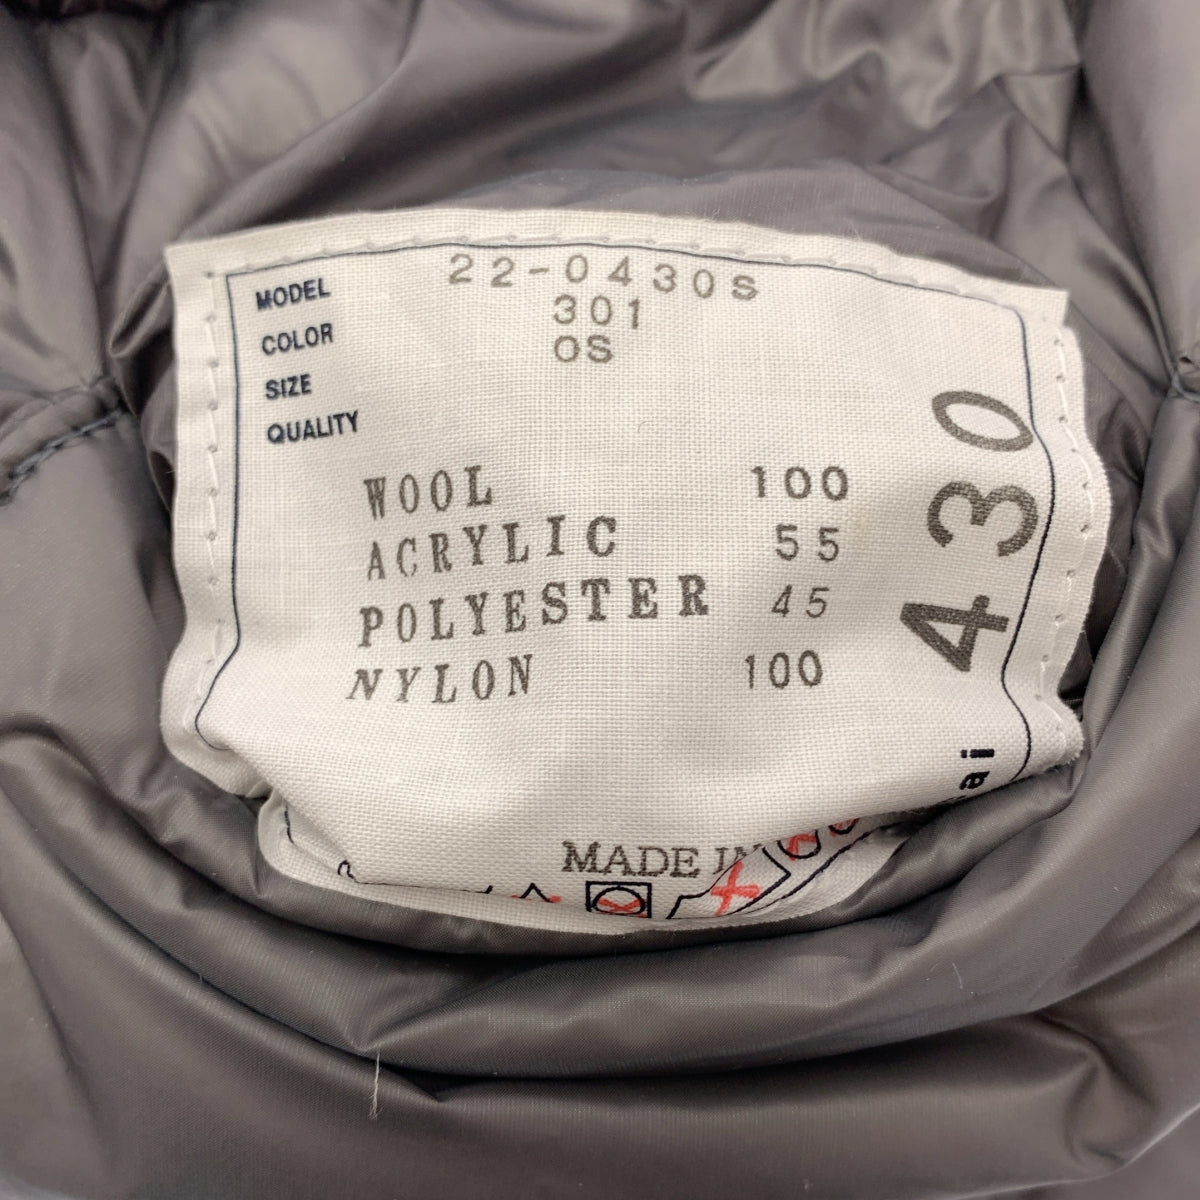 MODEL 22-0430S
COLOR 301
SIZE OS
QUALITY
WOOL 100
ACRYLIC 55
POLYESTER 45
NYLON 100
430
MADE IN